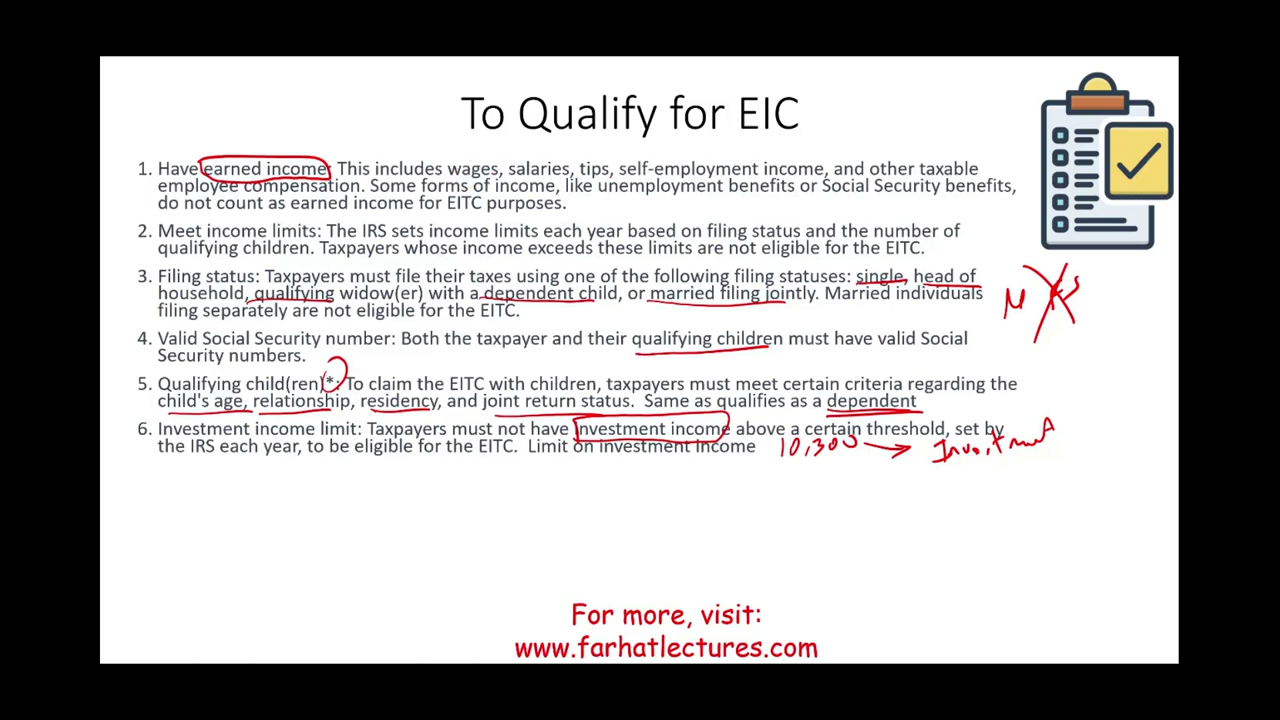 To Qualify for EIC
1. Have earned income: This includes wages, salaries, tips, self-employment income, and other taxable
employee compensation. Some forms of income, like unemployment benefits or Social Security benefits,
do not count as earned income for EITC purposes.
2. Meet income limits: The IRS sets income limits each year based on filing status and the number of
qualifying children. Taxpayers whose income exceeds these limits are not eligible for the EITC.
3. Filing status: Taxpayers must file their taxes using one of the following filing statuses: single, head of
household, qualifying widow(er) with a dependent child, or married filing jointly. Married individuals
filing separately are not eligible for the EITC.
4. Valid Social Security number: Both the taxpayer and their qualifying children must have valid Social
Security numbers.
5. Qualifying child(ren)*: To claim the EITC with children, taxpayers must meet certain criteria regarding the
child's age, relationship, residency, and joint return status. Same as qualifies as a dependent
6. Investment income limit: Taxpayers must not have investment income above a certain threshold, set by
the IRS each year, to be eligible for the EITC. Limit on investment Income 10,300 → Investment
For more, visit:
www.farhatlectures.com